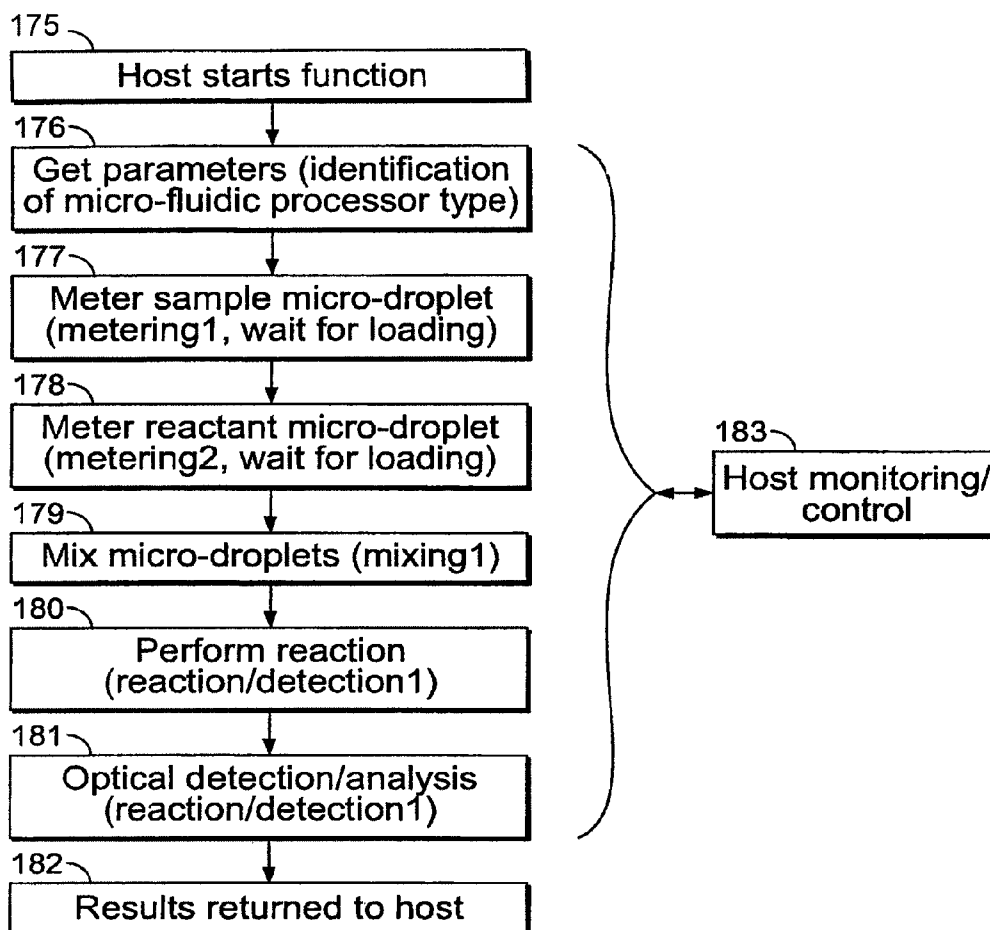 175
Host starts function
176
Get parameters (identification
of micro-fluidic processor type)
177
Meter sample micro-droplet
(metering1, wait for loading)
178
Meter reactant micro-droplet
(metering2, wait for loading)
179
Mix micro-droplets (mixing1)
180
Perform reaction
(reaction/detection1)
181
Optical detection/analysis
(reaction/detection1)
182
Results returned to host
183
Host monitoring/
control